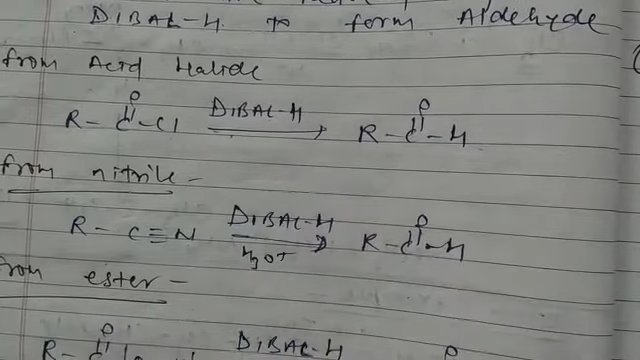 DIBAL-H to form Aldehyde
from Acid Halide
R-C-Cl DIBAL-H R-C-H
O O
from nitrile-
R-C≡N DIBAL-H R-C-H
H3O+ O
from ester-
O DIBAL-H O
R-C